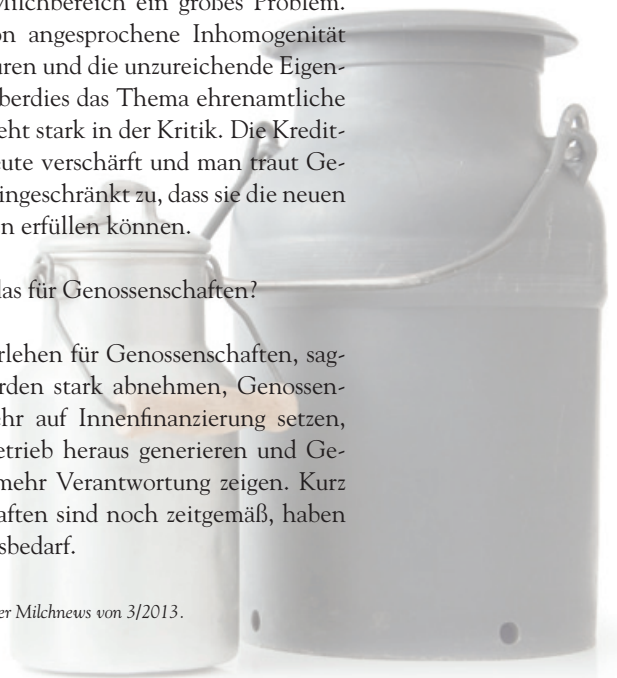 Milchbereich ein großes Problem.
on angesprochene Inhomogenität
uren und die unzureichende Eigen-
berdies das Thema ehrenamtliche
eht stark in der Kritik. Die Kredit-
eute verschärft und man traut Ge-
ingeschränkt zu, dass sie die neuen
n erfüllen können.
das für Genossenschaften?
rlehen für Genossenschaften, sag-
rden stark abnehmen, Genossen-
ehr auf Innenfinanzierung setzen,
etrieb heraus generieren und Ge-
mehr Verantwortung zeigen. Kurz
aften sind noch zeitgemäß, haben
sbedarf.
er Milchnews von 3/2013.